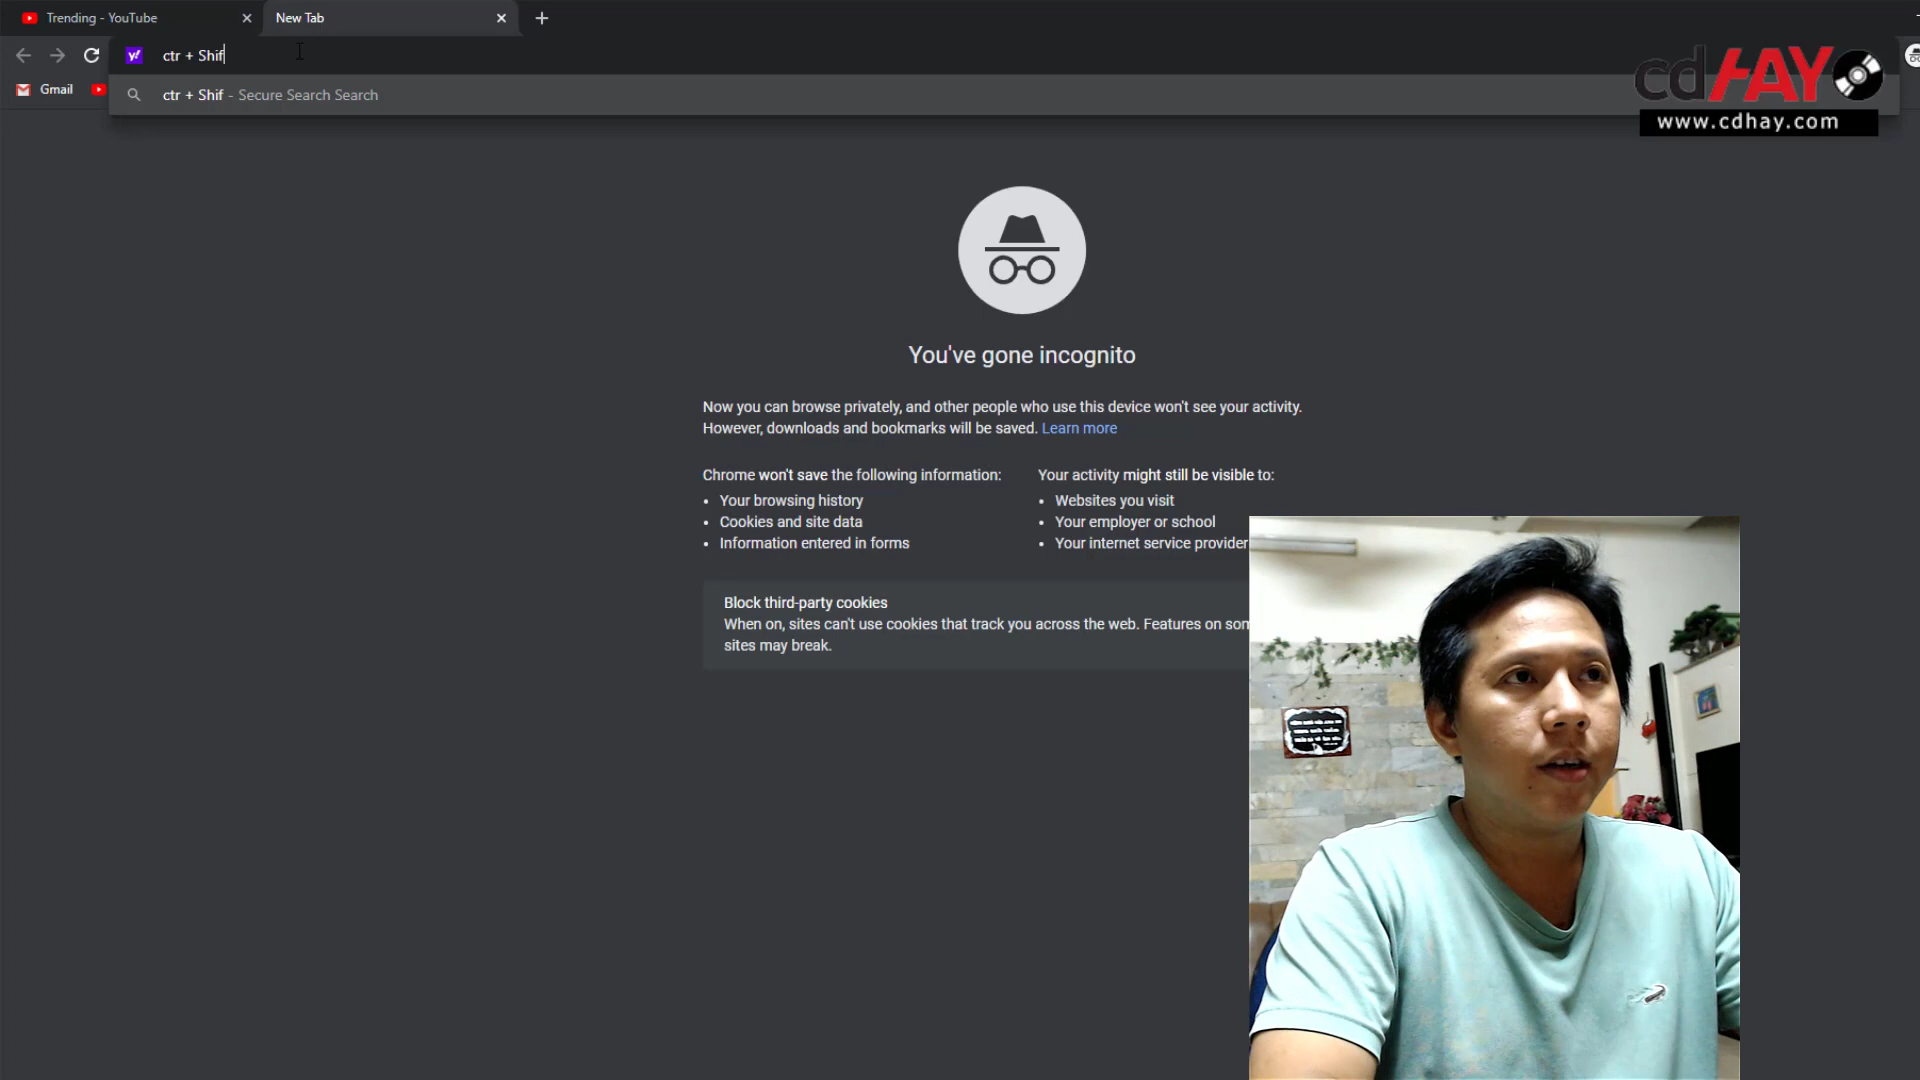 Trending - YouTube
New Tab
ctr + Shif
Gmail
ctr + Shif - Secure Search Search
cdHAY
www.cdhay.com
You've gone incognito
Now you can browse privately, and other people who use this device won't see your activity.
However, downloads and bookmarks will be saved. Learn more
Chrome won't save the following information:
Your browsing history
Cookies and site data
Information entered in forms
Your activity might still be visible to:
Websites you visit
Your employer or school
Your internet service provider
Block third-party cookies
When on, sites can't use cookies that track you across the web. Features on som
sites may break.